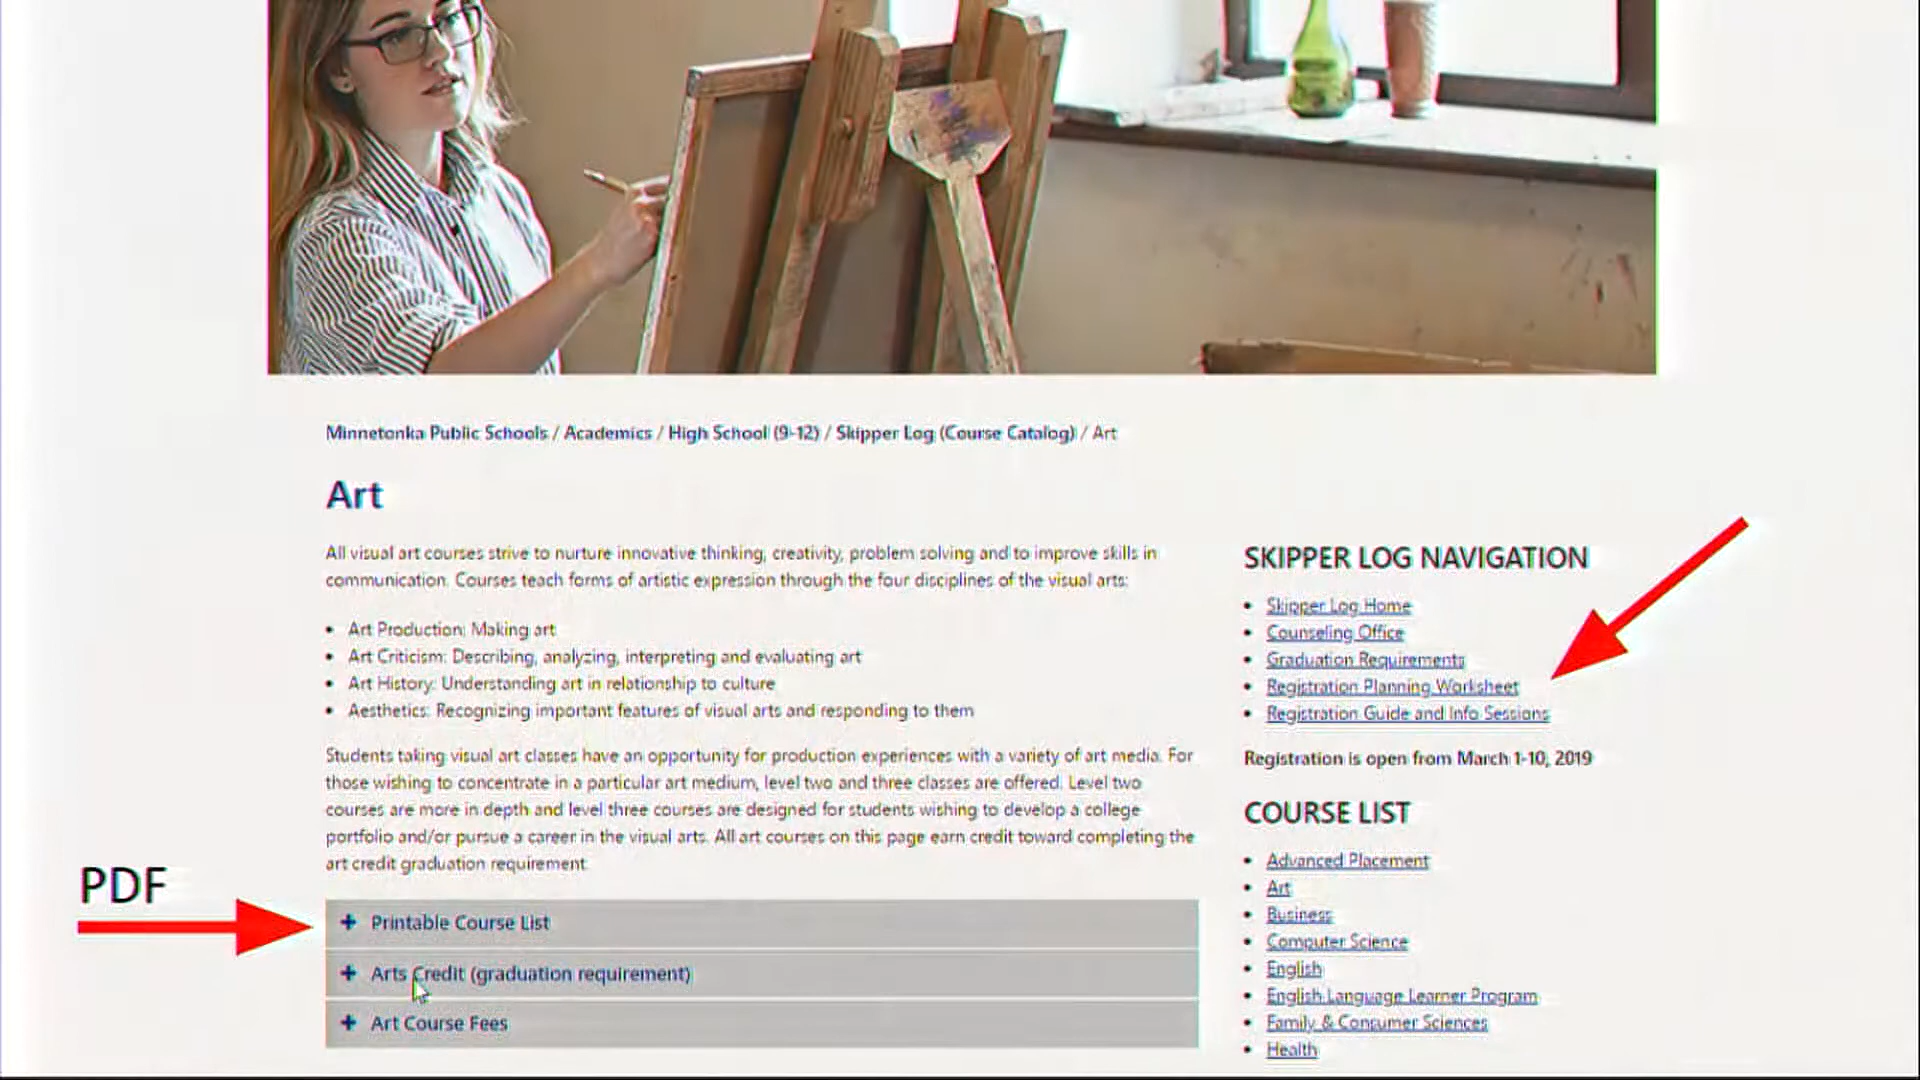 Minnetonka Public Schools / Academics / High School (9-12) / Skipper Log (Course Catalog) / Art
Art
All visual art courses strive to nurture innovative thinking, creativity, problem solving and to improve skills in
communication. Courses teach forms of artistic expression through the four disciplines of the visual arts:
• Art Production: Making art
• Art Criticism: Describing, analyzing, interpreting and evaluating art
• Art History: Understanding art in relationship to culture
• Aesthetics: Recognizing important features of visual arts and responding to them
Students taking visual art classes have an opportunity for production experiences with a variety of art media. For
those wishing to concentrate in a particular art medium, level two and three classes are offered. Level two
courses are more in depth and level three courses are designed for students wishing to develop a college
portfolio and/or pursue a career in the visual arts. All art courses on this page earn credit toward completing the
art credit graduation requirement.
PDF
+ Printable Course List
+ Arts Credit (graduation requirement)
+ Art Course Fees
SKIPPER LOG NAVIGATION
• Skipper Log Home
• Counseling Office
• Graduation Requirements
• Registration Planning Worksheet
• Registration Guide and Info Sessions
Registration is open from March 1-10, 2019
COURSE LIST
• Advanced Placement
• Art
• Business
• Computer Science
• English
• English Language Learner Program
• Family & Consumer Sciences
• Health